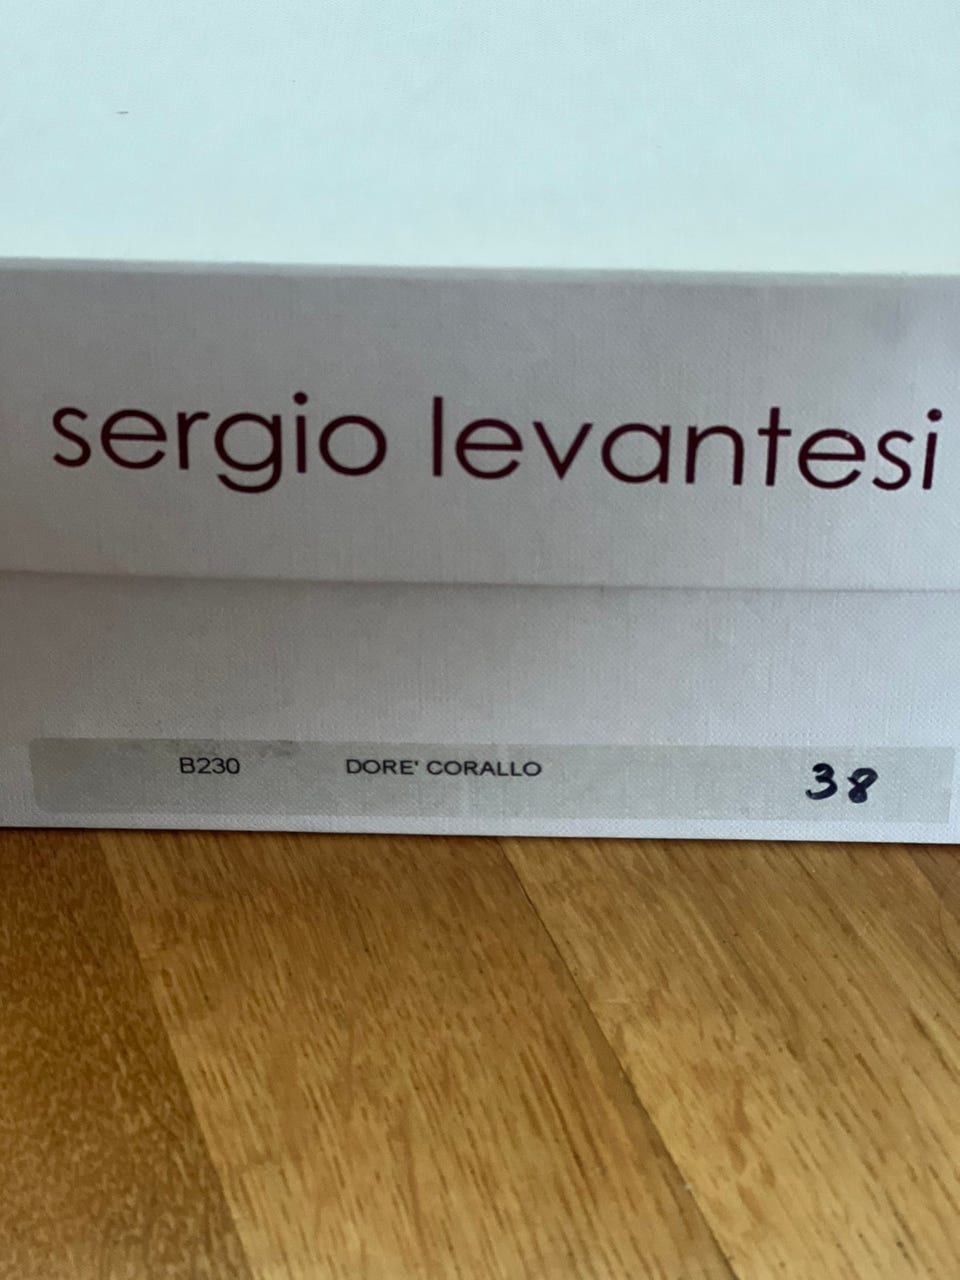 sergio levantesi
B230 DORE' CORALLO 38